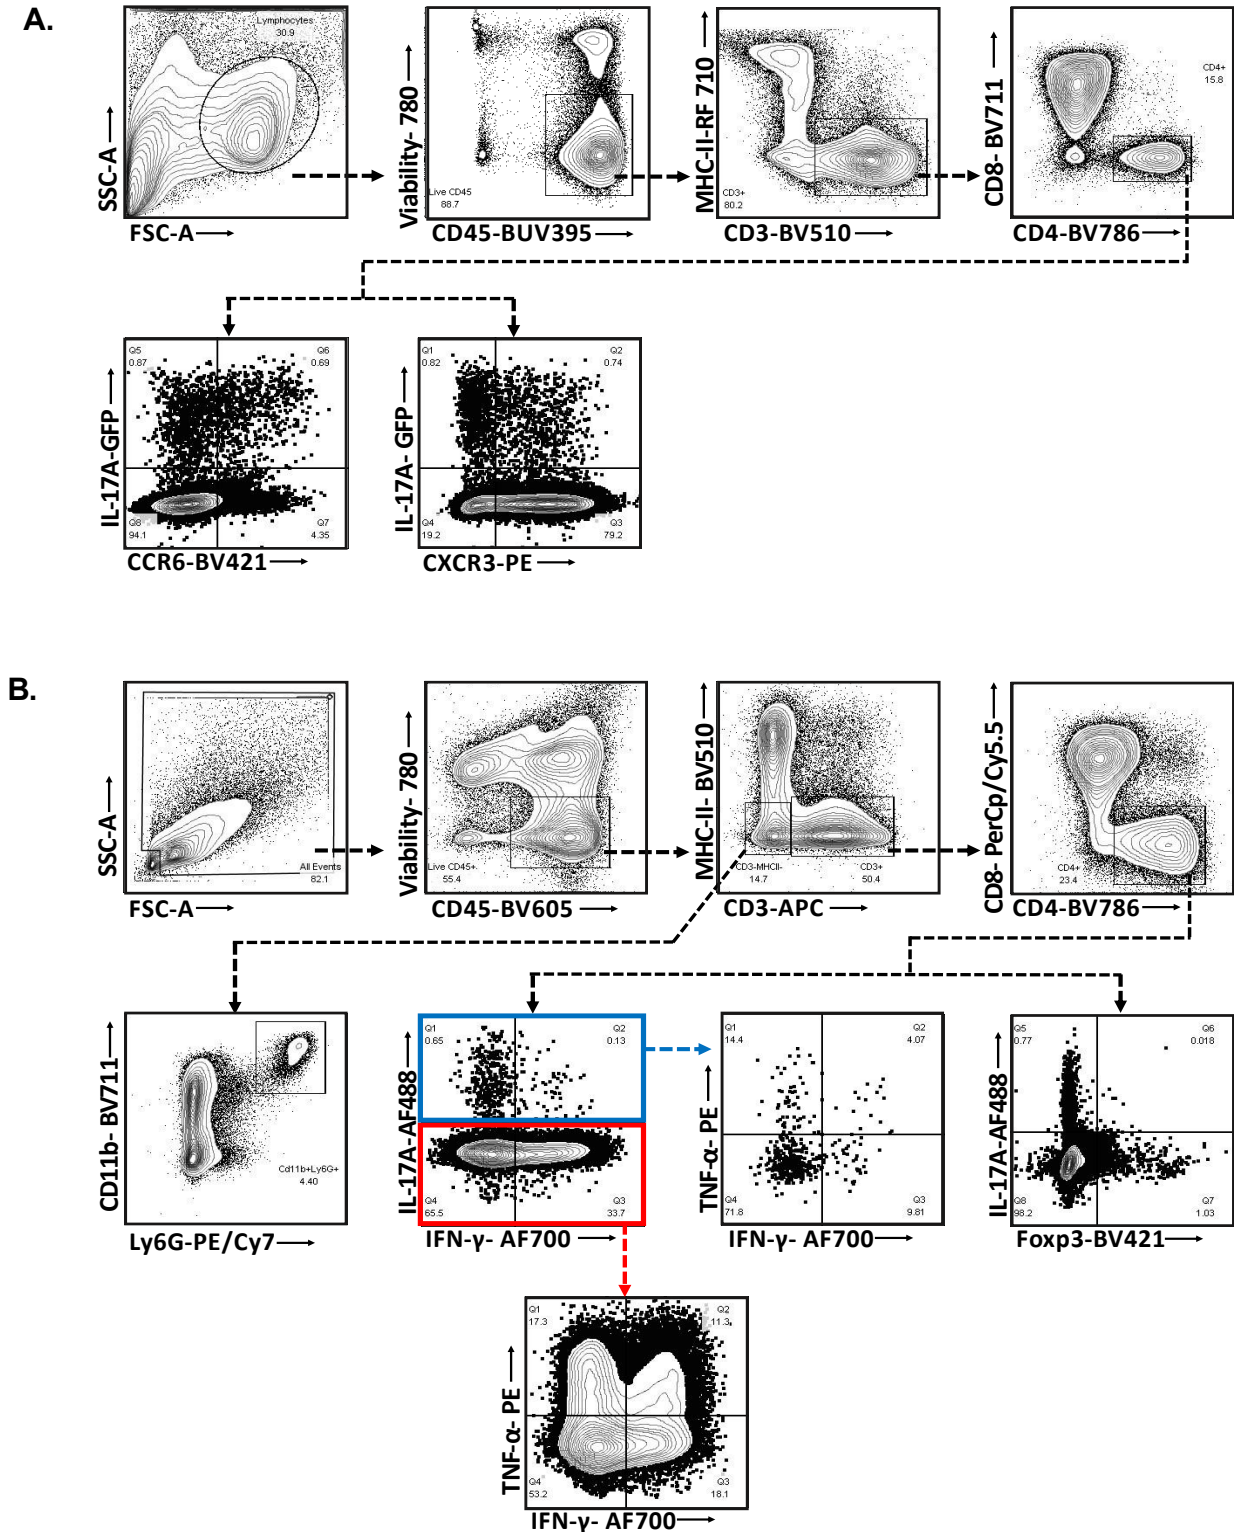 A.
Lymphocytes
30.9
SSC-A
FSC-A
Viability- 780
Live CD45
88.7
CD45-BUV395
MHC-II-RF 710
CD3+
80.2
CD3-BV510
CD8- BV711
CD4+
15.8
CD4-BV786
IL-17A-GFP
Q5
0.87
Q6
0.69
Q8
94.1
Q7
4.35
CCR6-BV421
IL-17A- GFP
Q1
0.82
Q2
0.74
Q4
19.2
Q3
79.2
CXCR3-PE
B.
SSC-A
All Events
82.1
FSC-A
Viability- 780
Live CD45+
55.4
CD45-BV605
MHC-II- BV510
CD3-MHCII-
14.7
CD3+
50.4
CD3-APC
CD8- PerCp/Cy5.5
CD4+
23.4
CD4-BV786
CD11b- BV711
Cd11b+Ly6G+
4.40
Ly6G-PE/Cy7
IL-17A-AF488
Q1
0.65
Q2
0.13
Q4
65.5
Q3
33.7
IFN-γ- AF700
TNF-α- PE
Q1
14.4
Q2
4.07
Q4
71.8
Q3
9.81
IFN-γ- AF700
IL-17A-AF488
Q5
0.77
Q6
0.018
Q8
98.2
Q7
1.03
Foxp3-BV421
TNF-α- PE
Q1
17.3
Q2
11.3
Q4
53.2
Q3
18.1
IFN-γ- AF700